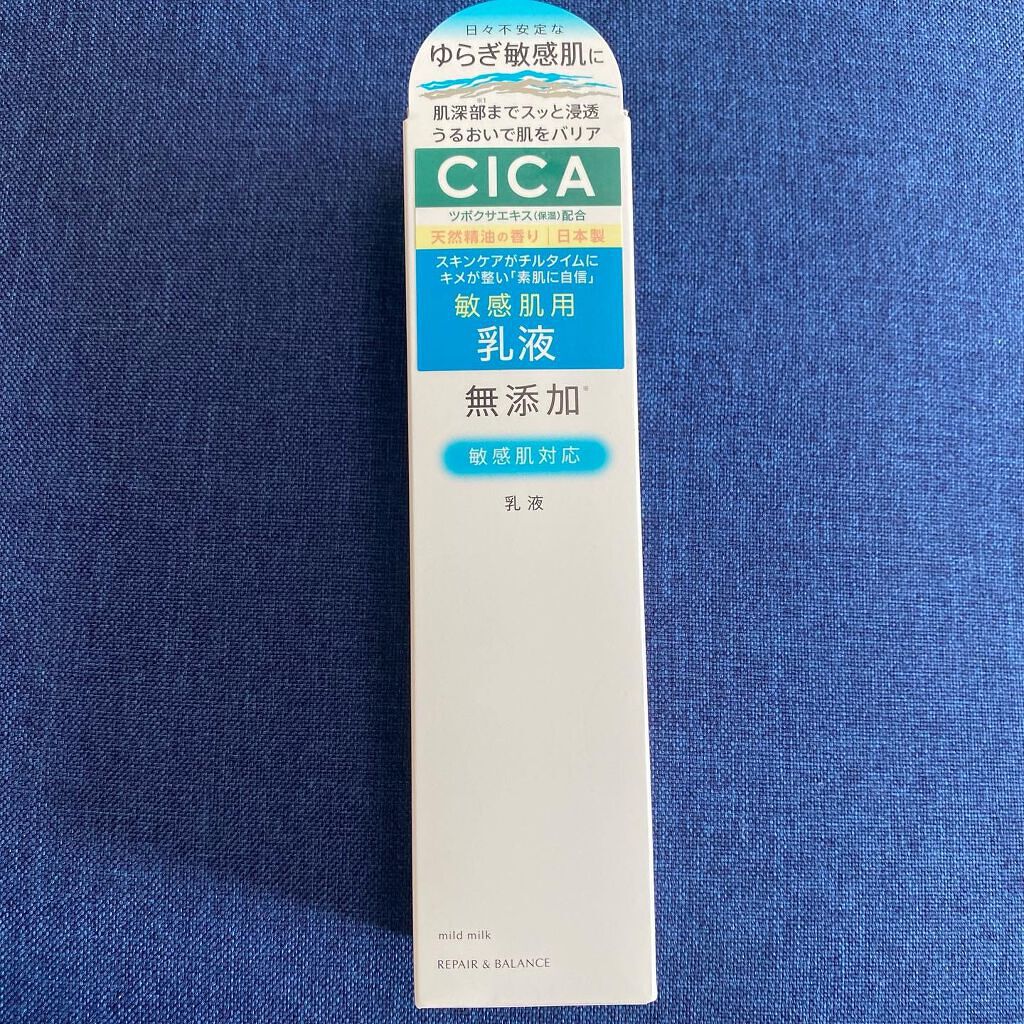 日々不安定な
ゆらぎ敏感肌に
※1
肌深部までスッと浸透
うるおいで肌をバリア
CICA
ツボクサエキス(保湿)配合
天然精油の香り│日本製
スキンケアがチルタイムに
キメが整い「素肌に自信」
敏感肌用
乳液
無添加※
敏感肌対応
乳液
mild milk
REPAIR & BALANCE